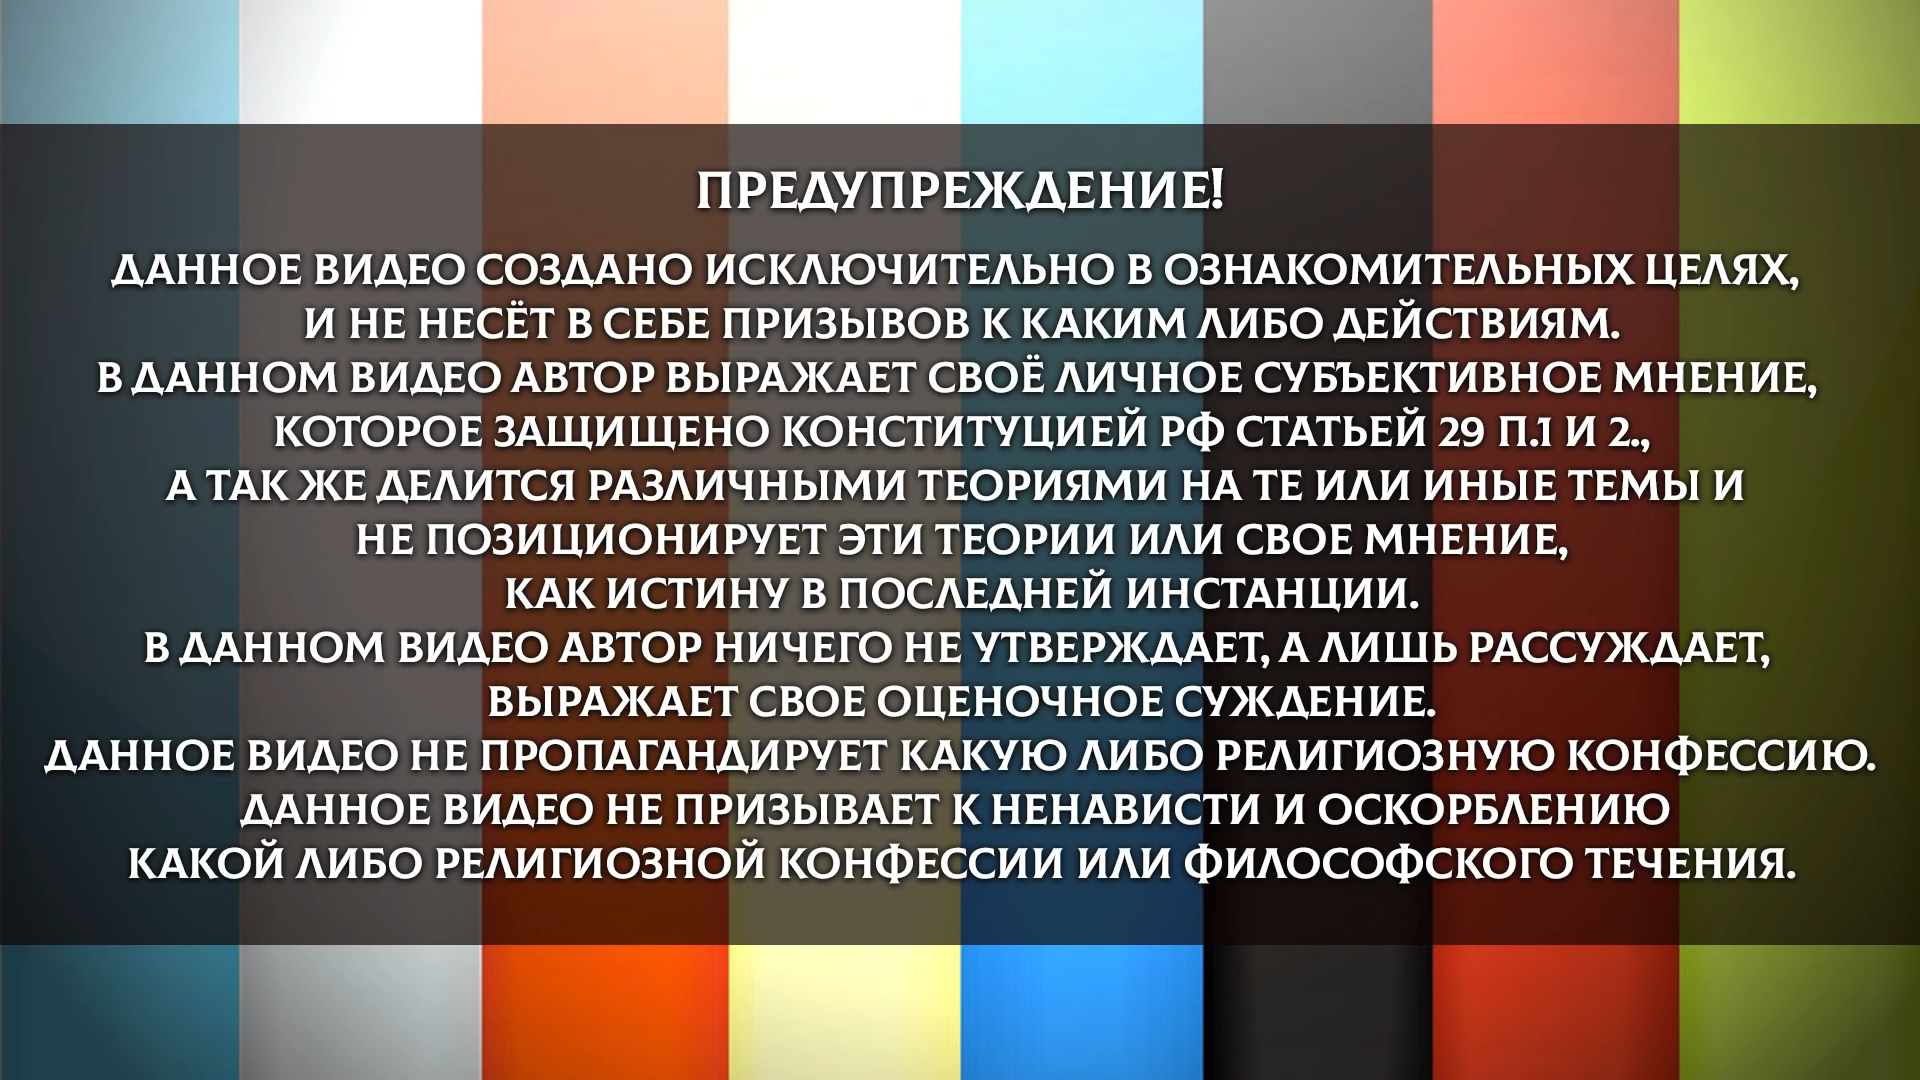 ПРЕДУПРЕЖДЕНИЕ!
ДАННОЕ ВИДЕО СОЗДАНО ИСКЛЮЧИТЕЛЬНО В ОЗНАКОМИТЕЛЬНЫХ ЦЕЛЯХ,
И НЕ НЕСЁТ В СЕБЕ ПРИЗЫВОВ К КАКИМ ЛИБО ДЕЙСТВИЯМ.
В ДАННОМ ВИДЕО АВТОР ВЫРАЖАЕТ СВОЁ ЛИЧНОЕ СУБЪЕКТИВНОЕ МНЕНИЕ,
КОТОРОЕ ЗАЩИЩЕНО КОНСТИТУЦИЕЙ РФ СТАТЬЕЙ 29 П.1 И 2.,
А ТАК ЖЕ ДЕЛИТСЯ РАЗЛИЧНЫМИ ТЕОРИЯМИ НА ТЕ ИЛИ ИНЫЕ ТЕМЫ И
НЕ ПОЗИЦИОНИРУЕТ ЭТИ ТЕОРИИ ИЛИ СВОЕ МНЕНИЕ,
КАК ИСТИНУ В ПОСЛЕДНЕЙ ИНСТАНЦИИ.
В ДАННОМ ВИДЕО АВТОР НИЧЕГО НЕ УТВЕРЖДАЕТ, А ЛИШЬ РАССУЖДАЕТ,
ВЫРАЖАЕТ СВОЕ ОЦЕНОЧНОЕ СУЖДЕНИЕ.
ДАННОЕ ВИДЕО НЕ ПРОПАГАНДИРУЕТ КАКУЮ ЛИБО РЕЛИГИОЗНУЮ КОНФЕССИЮ.
ДАННОЕ ВИДЕО НЕ ПРИЗЫВАЕТ К НЕНАВИСТИ И ОСКОРБЛЕНИЮ
КАКОЙ ЛИБО РЕЛИГИОЗНОЙ КОНФЕССИИ ИЛИ ФИЛОСОФСКОГО ТЕЧЕНИЯ.